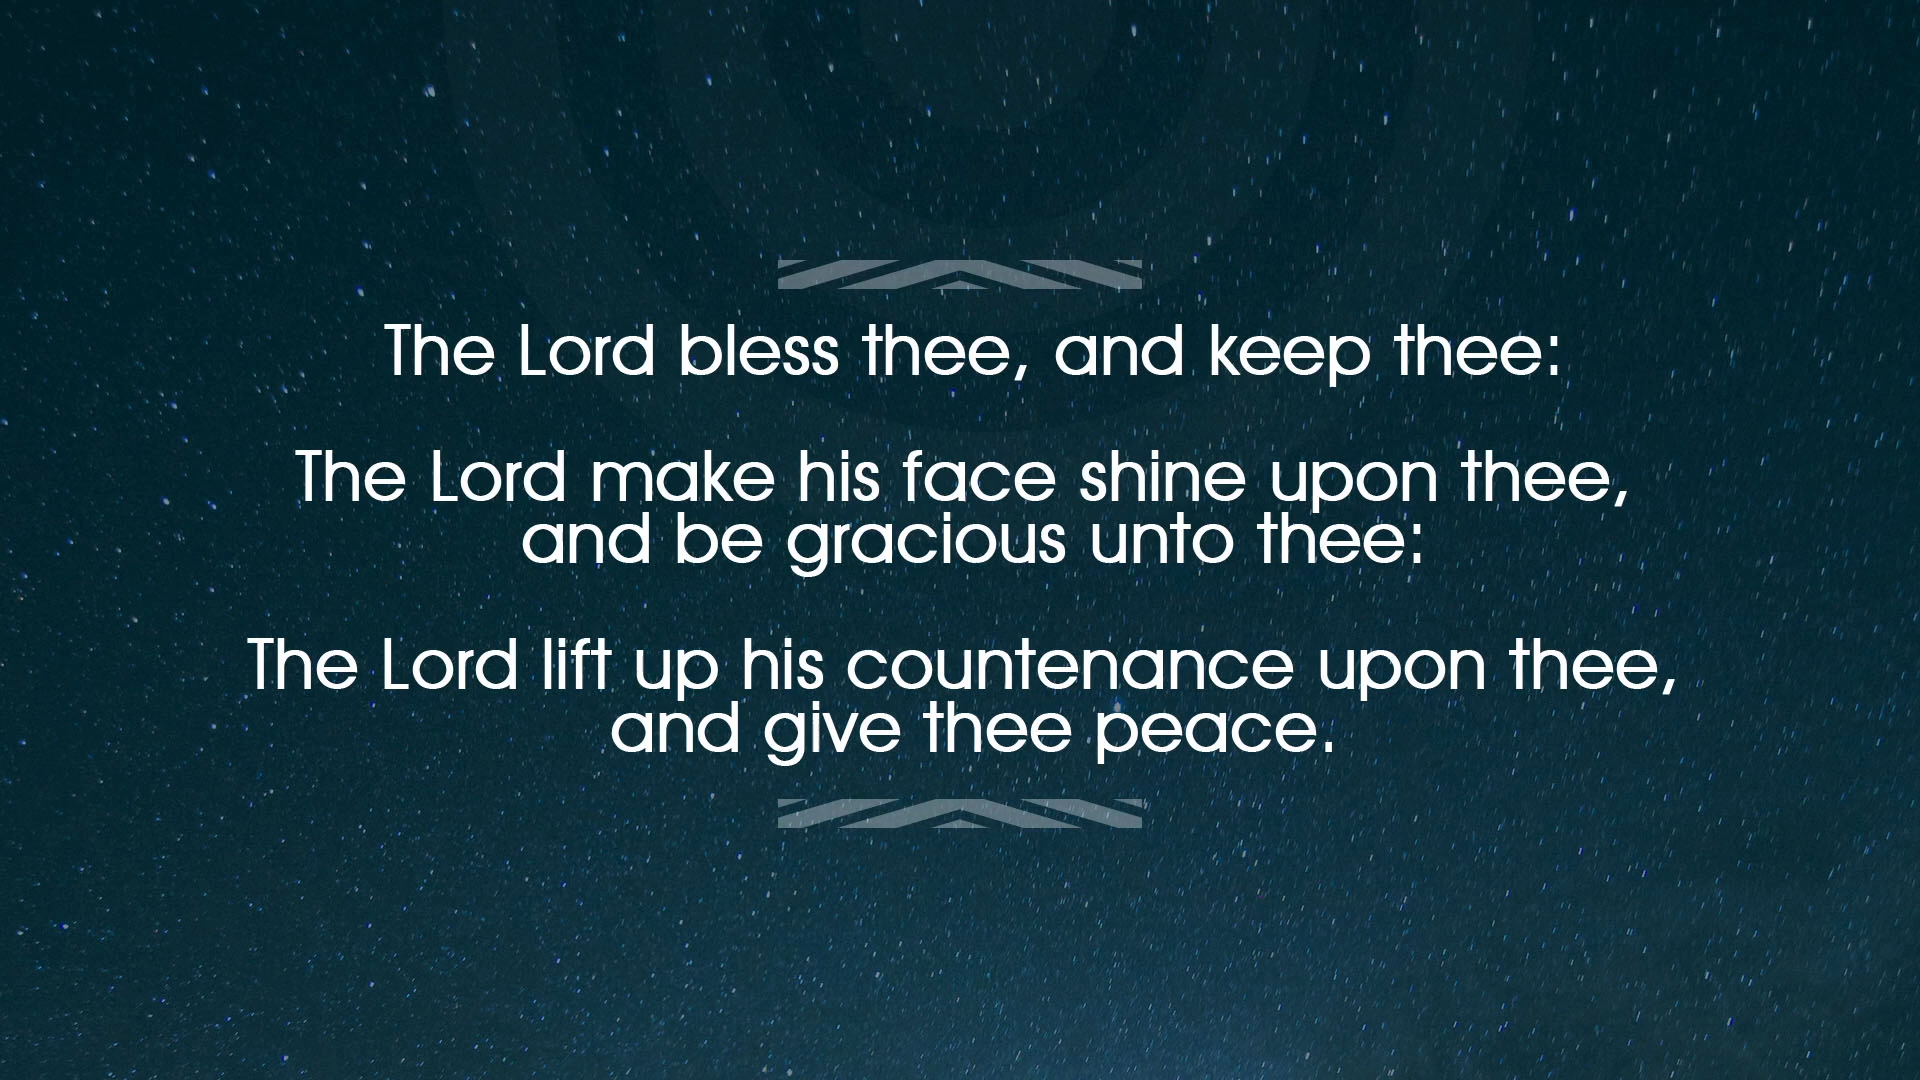 The Lord bless thee, and keep thee:
The Lord make his face shine upon thee,
and be gracious unto thee:
The Lord lift up his countenance upon thee,
and give thee peace.